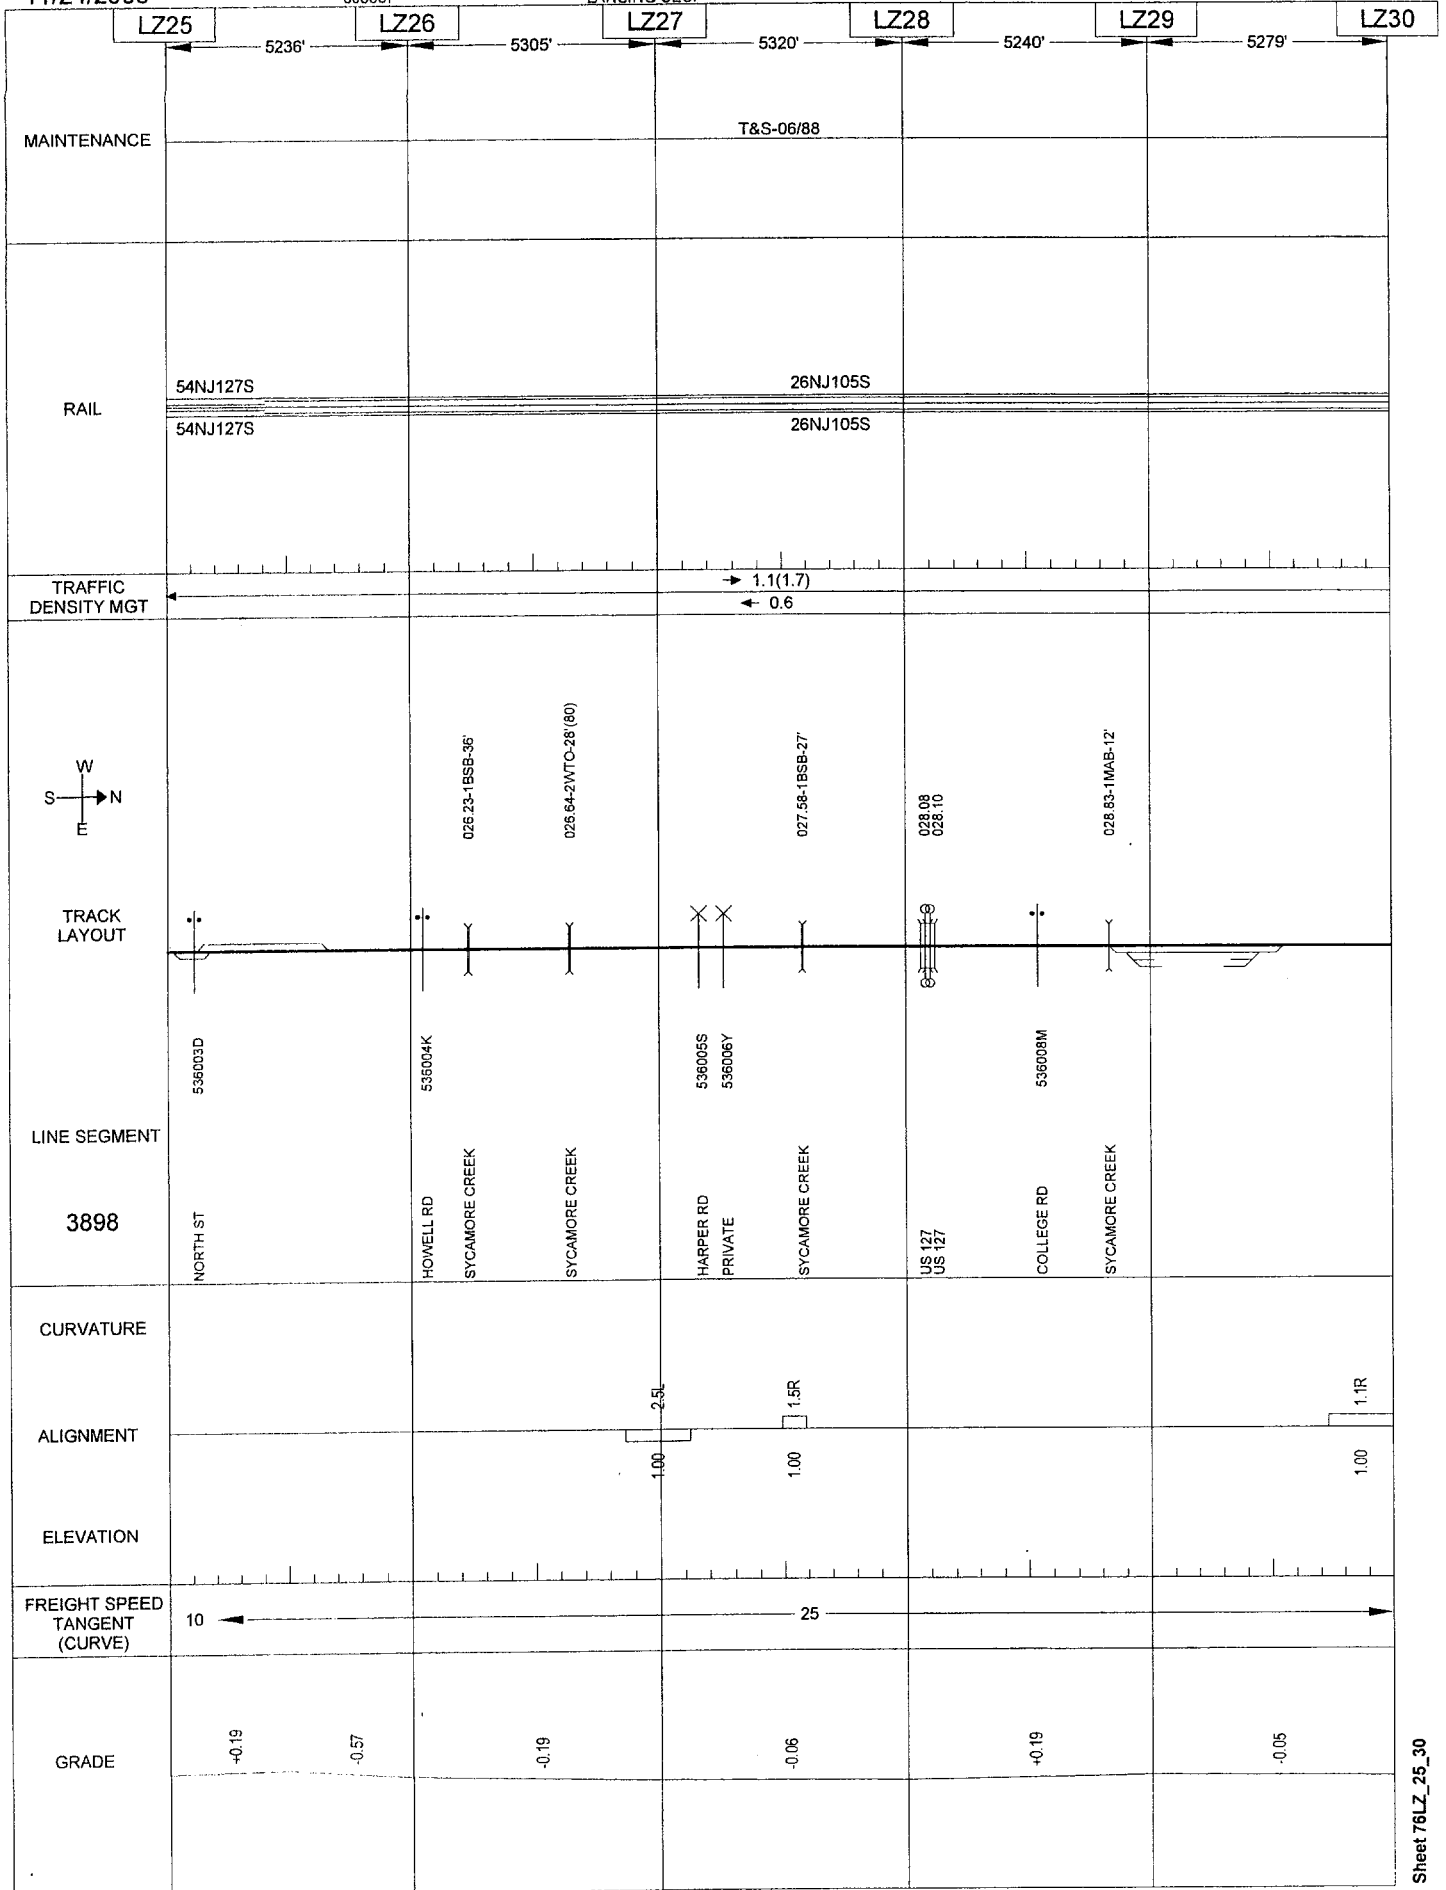 LZ25 LZ26 LZ27 LZ28 LZ29 LZ30
5236' 5305' 5320' 5240' 5279'
MAINTENANCE
T&S-06/88
RAIL
54NJ127S 26NJ105S
54NJ127S 26NJ105S
TRAFFIC
DENSITY MGT
1.1(1.7)
0.6
W
S N
E
026.23-1BSB-36'
026.64-2WTO-28'(80)
027.58-1BSB-27'
028.08
028.10
028.83-1MAB-12'
TRACK
LAYOUT
536003D
536004K
536005S
536006Y
536008M
LINE SEGMENT
3898
NORTH ST
HOWELL RD
SYCAMORE CREEK
SYCAMORE CREEK
HARPER RD
PRIVATE
SYCAMORE CREEK
US 127
US 127
COLLEGE RD
SYCAMORE CREEK
CURVATURE
2.5L
1.5R
1.1R
ALIGNMENT
1.00
1.00
1.00
ELEVATION
FREIGHT SPEED
TANGENT
(CURVE)
10 25
GRADE
+0.19
-0.57
-0.19
-0.06
+0.19
-0.05
Sheet 76LZ_25_30